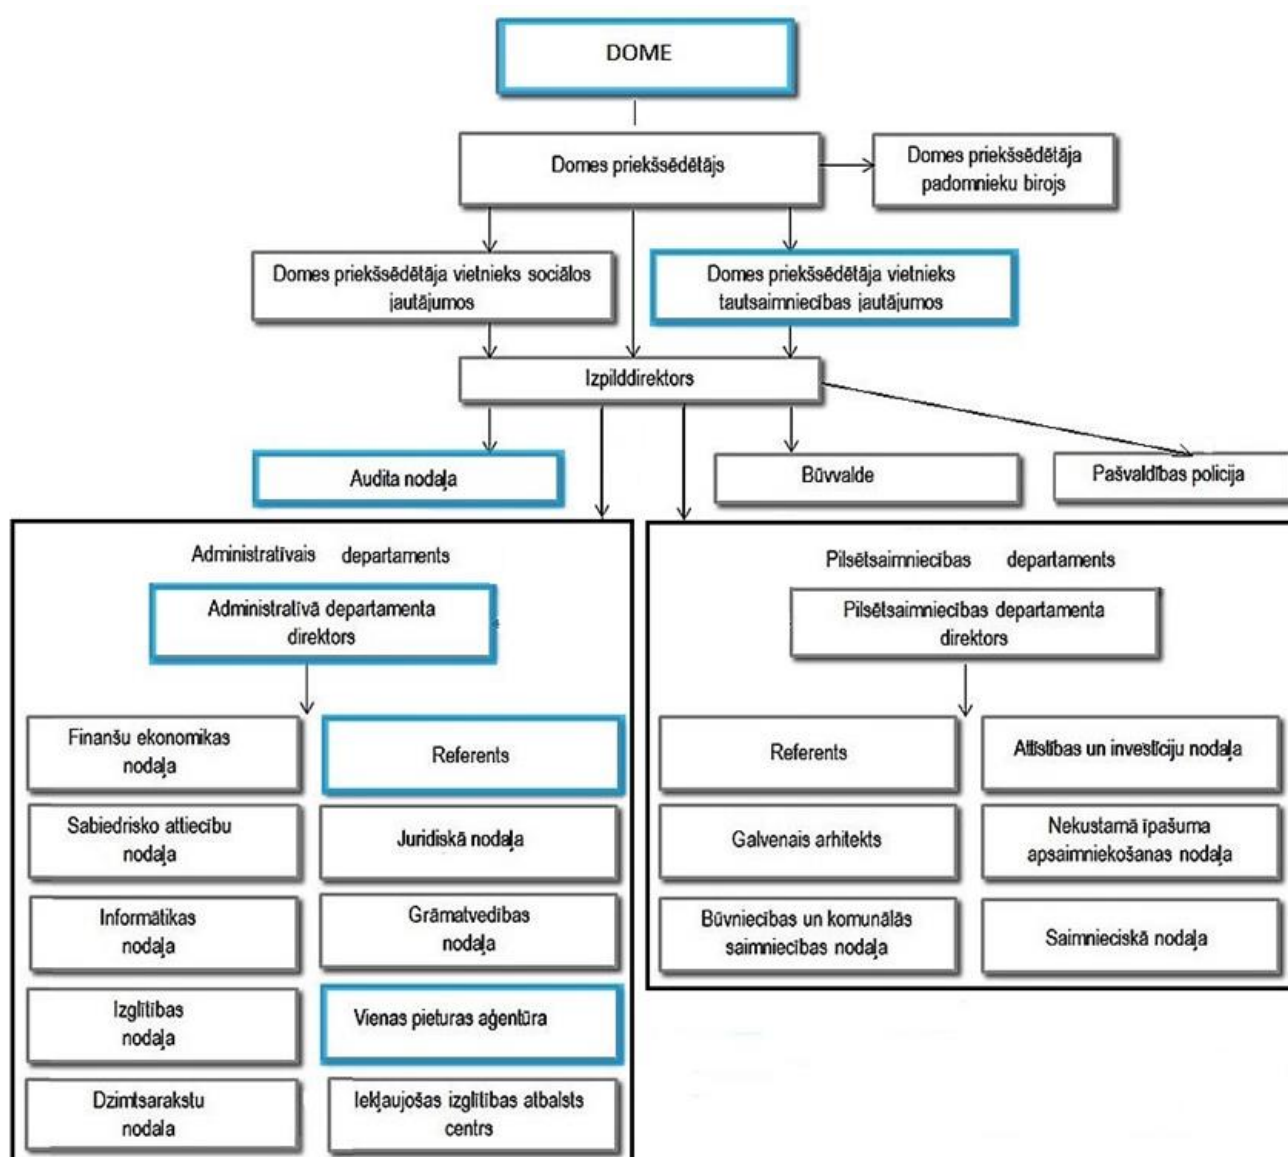 DOME
Domes priekšsēdētājs
Domes priekšsēdētāja
padomnieku birojs
Domes priekšsēdētāja vietnieks sociālos
jautājumos
Domes priekšsēdētāja vietnieks
tautsaimniecības jautājumos
Izpilddirektors
Audita nodaļa
Būvvalde
Pašvaldības policija
Administratīvais departaments
Administratīvā departamenta
direktors
Finanšu ekonomikas
nodaļa
Referents
Sabiedrisko attiecību
nodaļa
Juridiskā nodaļa
Informātikas
nodaļa
Grāmatvedības
nodaļa
Izglītības
nodaļa
Vienas pieturas aģentūra
Dzimtsarakstu
nodala
Iekļaujošas izglītības atbalsts
centrs
Pilsētsaimniecības departaments
Pilsētsaimniecības departamenta
direktors
Referents
Attīstības un investīciju nodaļa
Galvenais arhitekts
Nekustamā īpašuma
apsaimniekošanas nodaļa
Būvniecības un komunālās
saimniecības nodaļa
Saimnieciskā nodaļa